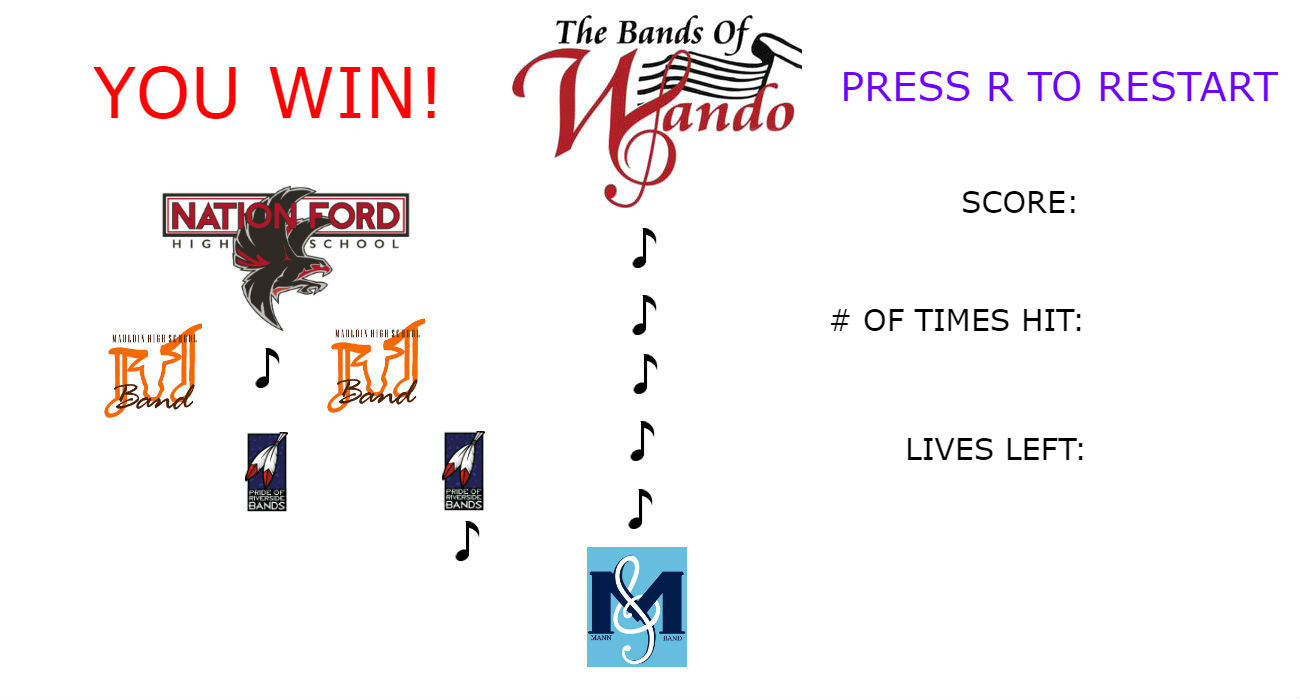 The Bands Of
Wando
YOU WIN!
PRESS R TO RESTART
NATION FORD
HIGH SCHOOL
SCORE:
# OF TIMES HIT:
MAULDIN HIGH SCHOOL
Band
MAULDIN HIGH SCHOOL
Band
LIVES LEFT:
PRIDE OF
RIVERSIDE
BANDS
PRIDE OF
RIVERSIDE
BANDS
M&M
MANN BAND